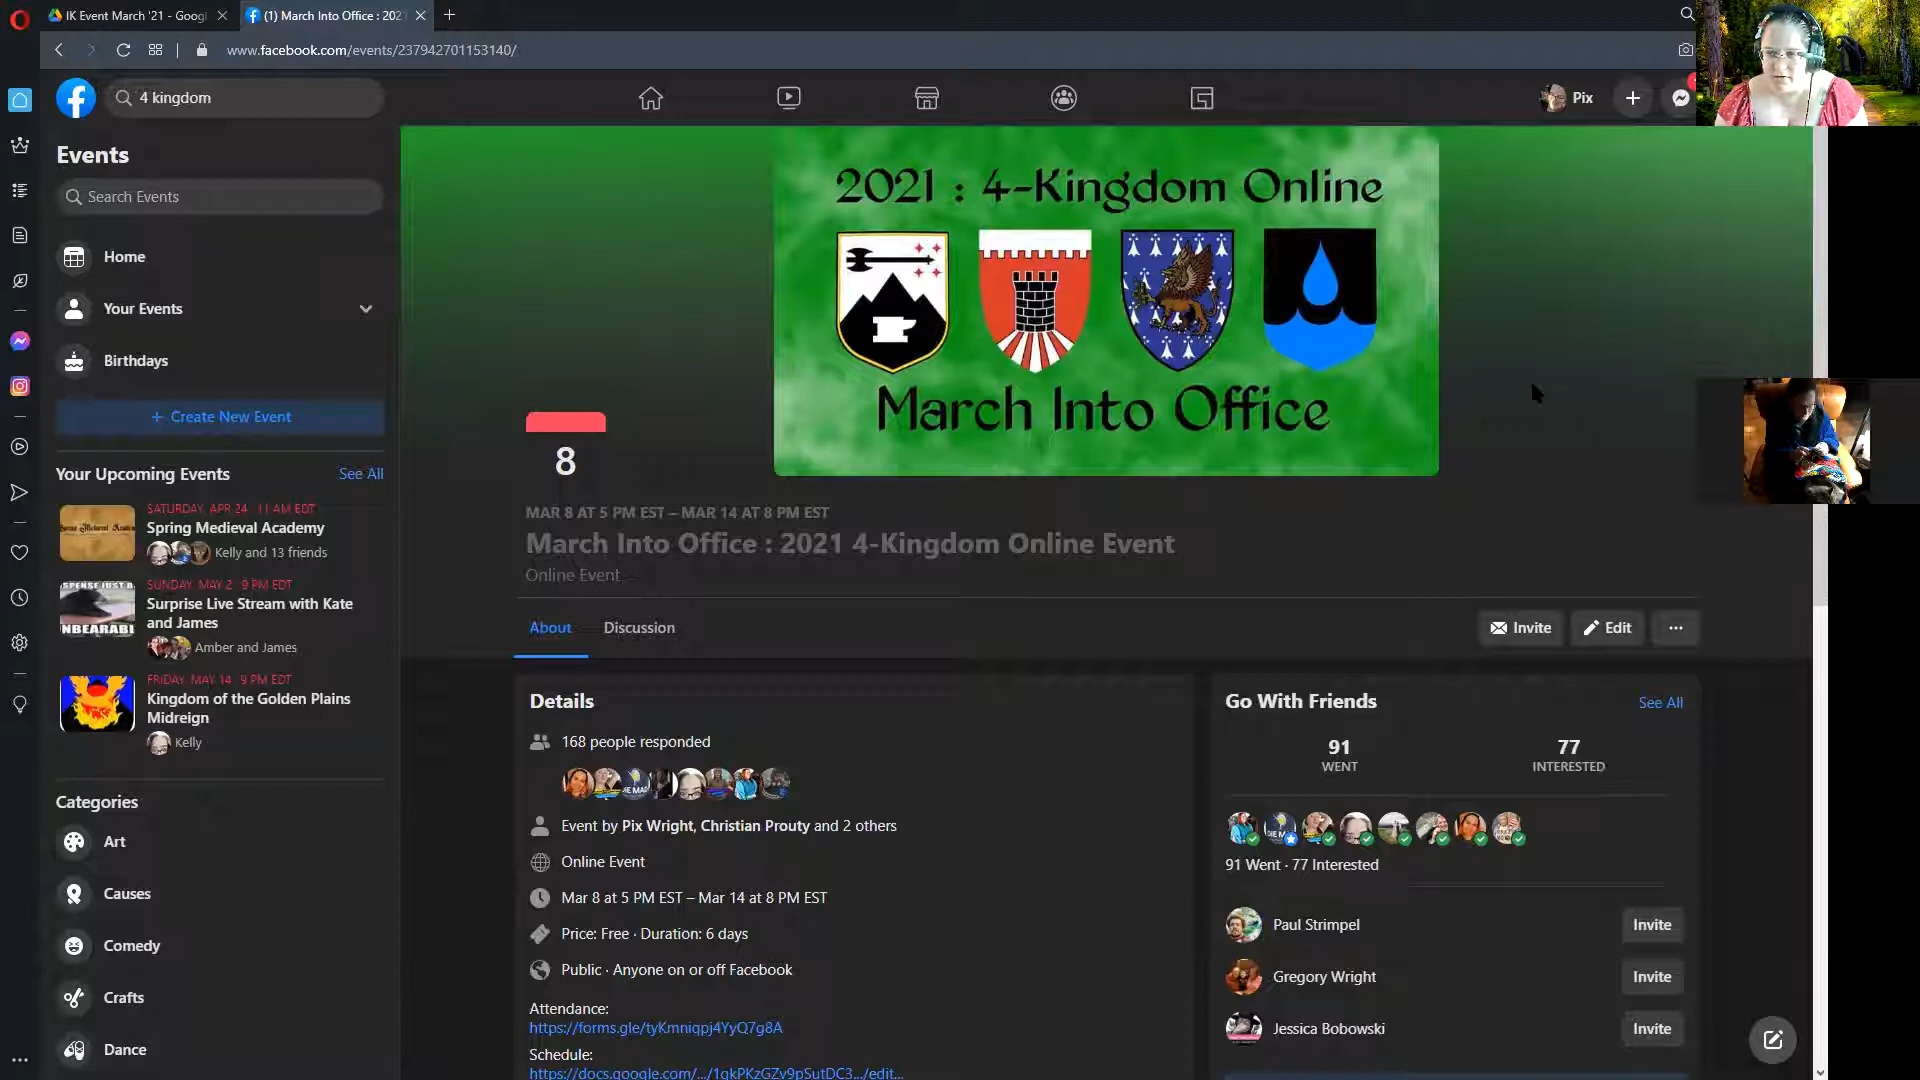 IK Event March '21 - Googl
(1) March Into Office : 202
www.facebook.com/events/237942701153140/
4 kingdom
Pix
Events
Search Events
Home
Your Events
Birthdays
+ Create New Event
Your Upcoming Events
See All
SATURDAY, APR 24 · 11 AM EDT
Spring Medieval Academy
Kelly and 13 friends
SUNDAY, MAY 2 · 9 PM EDT
Surprise Live Stream with Kate
and James
Amber and James
FRIDAY, MAY 14 · 9 PM EDT
Kingdom of the Golden Plains
Midreign
Kelly
Categories
Art
Causes
Comedy
Crafts
Dance
2021 : 4-Kingdom Online
March Into Office
8
MAR 8 AT 5 PM EST – MAR 14 AT 8 PM EST
March Into Office : 2021 4-Kingdom Online Event
Online Event
About
Discussion
Invite
Edit
Details
168 people responded
Event by Pix Wright, Christian Prouty and 2 others
Online Event
Mar 8 at 5 PM EST – Mar 14 at 8 PM EST
Price: Free · Duration: 6 days
Public · Anyone on or off Facebook
Attendance:
https://forms.gle/tyKmniqpj4YyQ7g8A
Schedule:
https://docs.google.com/.../1qkPKzGZv9pSutDC3.../edit...
Go With Friends
See All
91
WENT
77
INTERESTED
91 Went · 77 Interested
Paul Strimpel
Invite
Gregory Wright
Invite
Jessica Bobowski
Invite